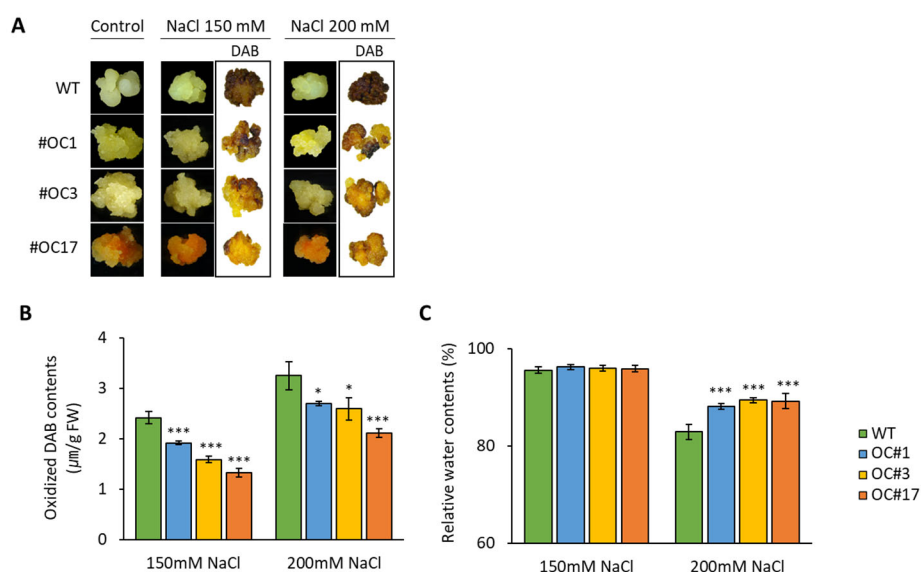 A
Control NaCl 150 mM NaCl 200 mM
DAB DAB
WT
#OC1
#OC3
#OC17
B
Oxidized DAB contents
(㎛/g FW)
4
3
2
1
0
***
***
***
*
*
***
150mM NaCl 200mM NaCl
C
Relative water contents (%)
100
80
60
*** *** ***
150mM NaCl 200mM NaCl
WT
OC#1
OC#3
OC#17